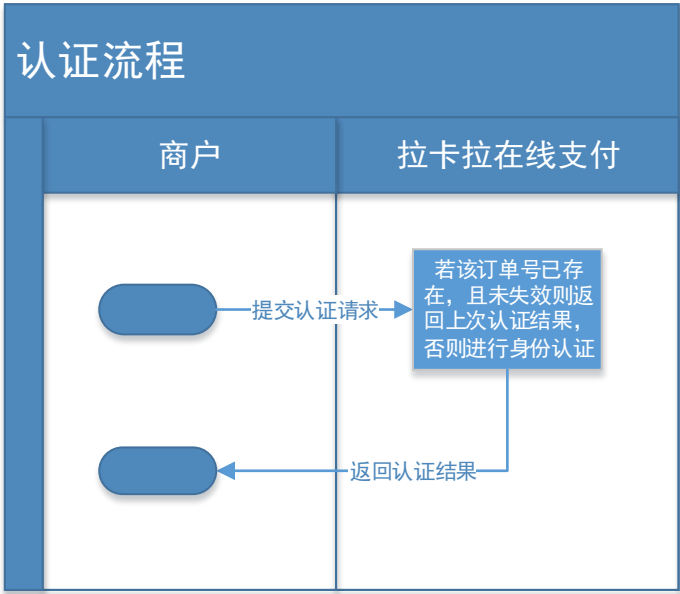 认证流程
商户
拉卡拉在线支付
若该订单号已存
在，且未失效则返
回上次认证结果，
否则进行身份认证
提交认证请求
返回认证结果